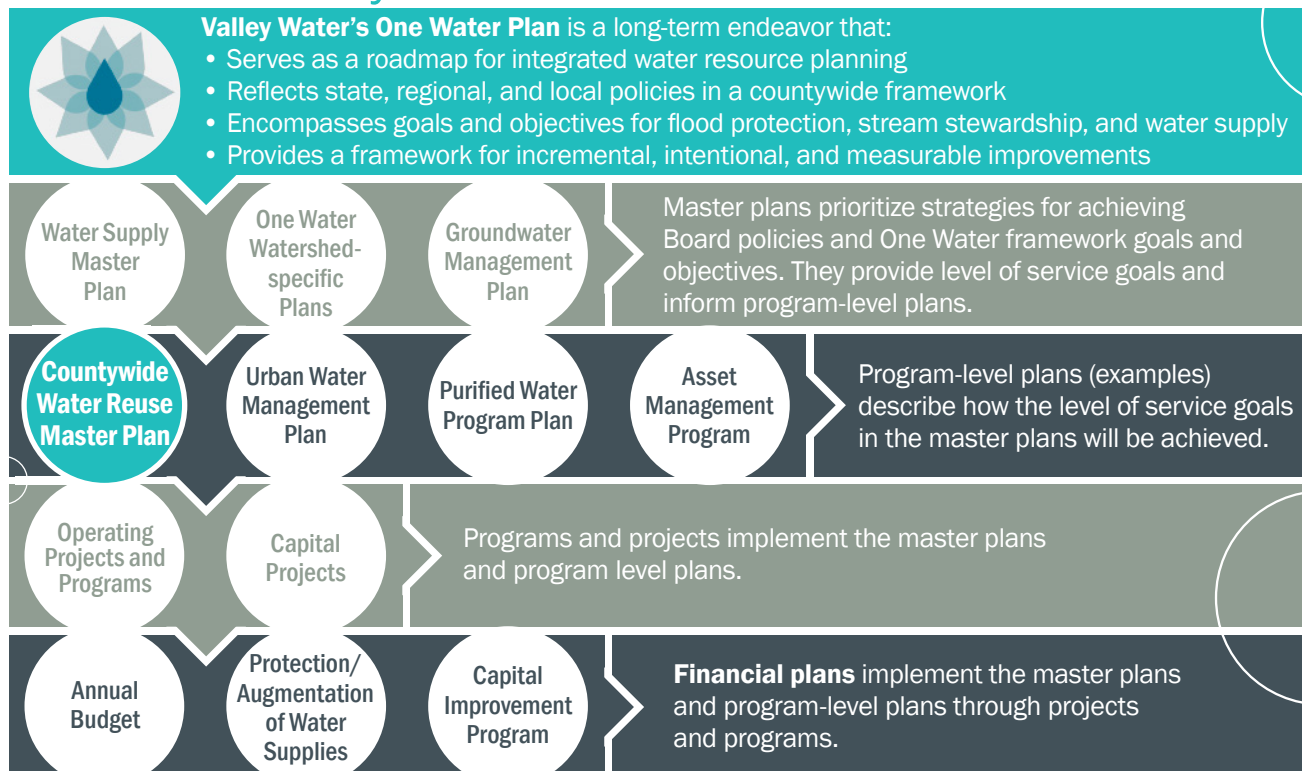 Valley Water’s One Water Plan is a long-term endeavor that:
• Serves as a roadmap for integrated water resource planning
• Reflects state, regional, and local policies in a countywide framework
• Encompasses goals and objectives for flood protection, stream stewardship, and water supply
• Provides a framework for incremental, intentional, and measurable improvements
Water Supply
Master
Plan
One Water
Watershed-
specific
Plans
Groundwater
Management
Plan
Master plans prioritize strategies for achieving
Board policies and One Water framework goals and
objectives. They provide level of service goals and
inform program-level plans.
Countywide
Water Reuse
Master Plan
Urban Water
Management
Plan
Purified Water
Program Plan
Asset
Management
Program
Program-level plans (examples)
describe how the level of service goals
in the master plans will be achieved.
Operating
Projects and
Programs
Capital
Projects
Programs and projects implement the master plans
and program level plans.
Annual
Budget
Protection/
Augmentation
of Water
Supplies
Capital
Improvement
Program
Financial plans implement the master plans
and program-level plans through projects
and programs.